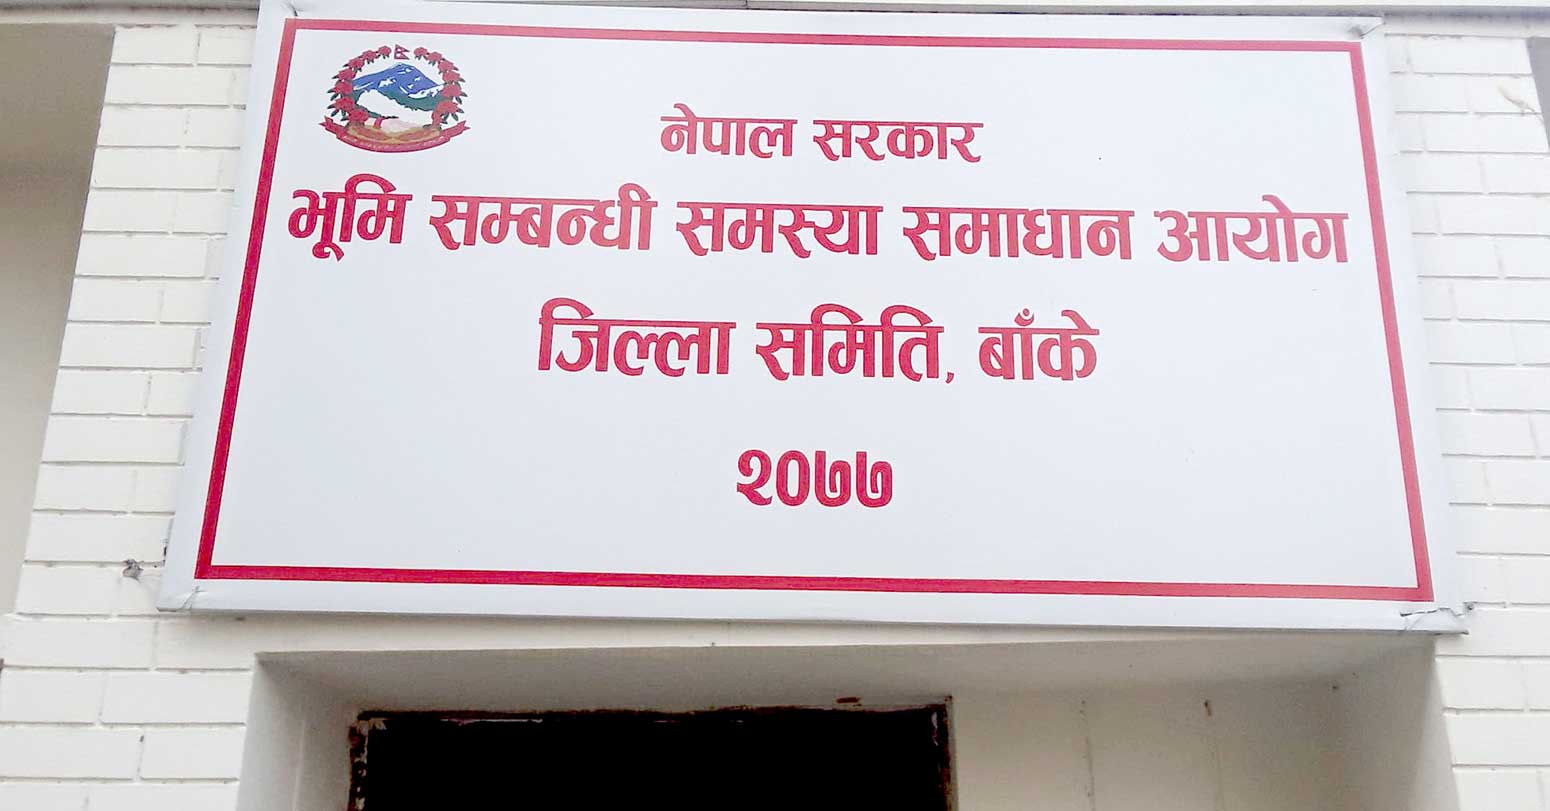 नेपाल सरकार
भूमि सम्बन्धी समस्या समाधान आयोग
जिल्ला समिति, बाँके
२०७७